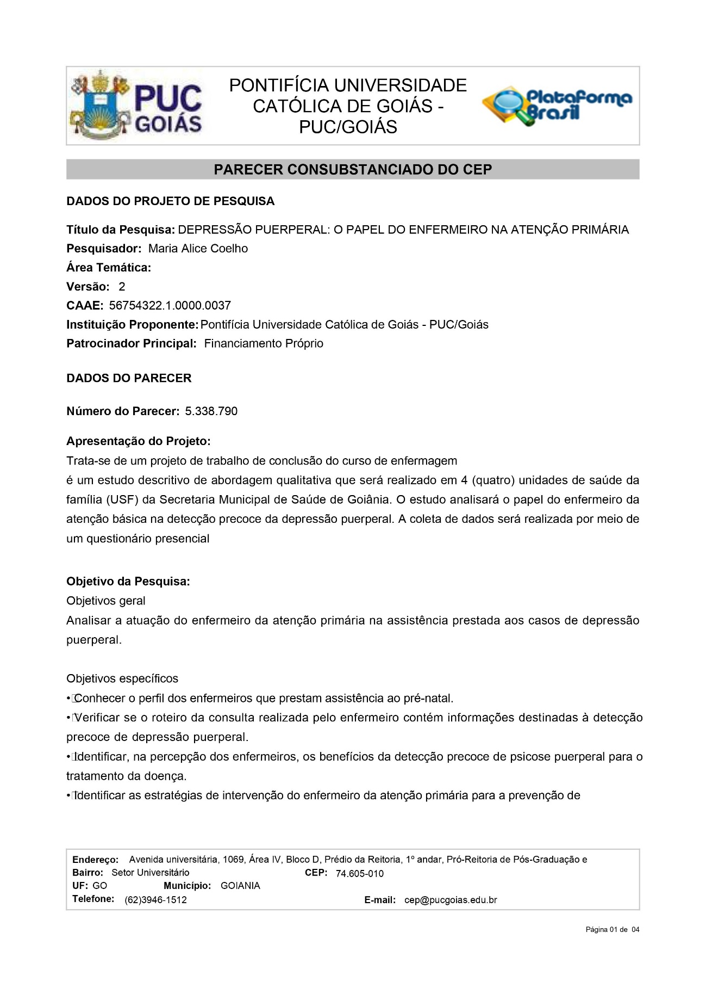 PUC
GOIÁS
PONTIFÍCIA UNIVERSIDADE
CATÓLICA DE GOIÁS -
PUC/GOIÁS
Plataforma
Brasil
PARECER CONSUBSTANCIADO DO CEP
DADOS DO PROJETO DE PESQUISA
Título da Pesquisa: DEPRESSÃO PUERPERAL: O PAPEL DO ENFERMEIRO NA ATENÇÃO PRIMÁRIA
Pesquisador: Maria Alice Coelho
Área Temática:
Versão: 2
CAAE: 56754322.1.0000.0037
Instituição Proponente: Pontifícia Universidade Católica de Goiás - PUC/Goiás
Patrocinador Principal: Financiamento Próprio
DADOS DO PARECER
Número do Parecer: 5.338.790
Apresentação do Projeto:
Trata-se de um projeto de trabalho de conclusão do curso de enfermagem
é um estudo descritivo de abordagem qualitativa que será realizado em 4 (quatro) unidades de saúde da
família (USF) da Secretaria Municipal de Saúde de Goiânia. O estudo analisará o papel do enfermeiro da
atenção básica na detecção precoce da depressão puerperal. A coleta de dados será realizada por meio de
um questionário presencial
Objetivo da Pesquisa:
Objetivos geral
Analisar a atuação do enfermeiro da atenção primária na assistência prestada aos casos de depressão
puerperal.
Objetivos específicos
• Conhecer o perfil dos enfermeiros que prestam assistência ao pré-natal.
• Verificar se o roteiro da consulta realizada pelo enfermeiro contém informações destinadas à detecção
precoce de depressão puerperal.
• Identificar, na percepção dos enfermeiros, os benefícios da detecção precoce de psicose puerperal para o
tratamento da doença.
• Identificar as estratégias de intervenção do enfermeiro da atenção primária para a prevenção de
Endereço: Avenida universitária, 1069, Área IV, Bloco D, Prédio da Reitoria, 1º andar, Pró-Reitoria de Pós-Graduação e
Bairro: Setor Universitário CEP: 74.605-010
UF: GO Município: GOIANIA
Telefone: (62)3946-1512 E-mail: cep@pucgoias.edu.br
Página 01 de 04